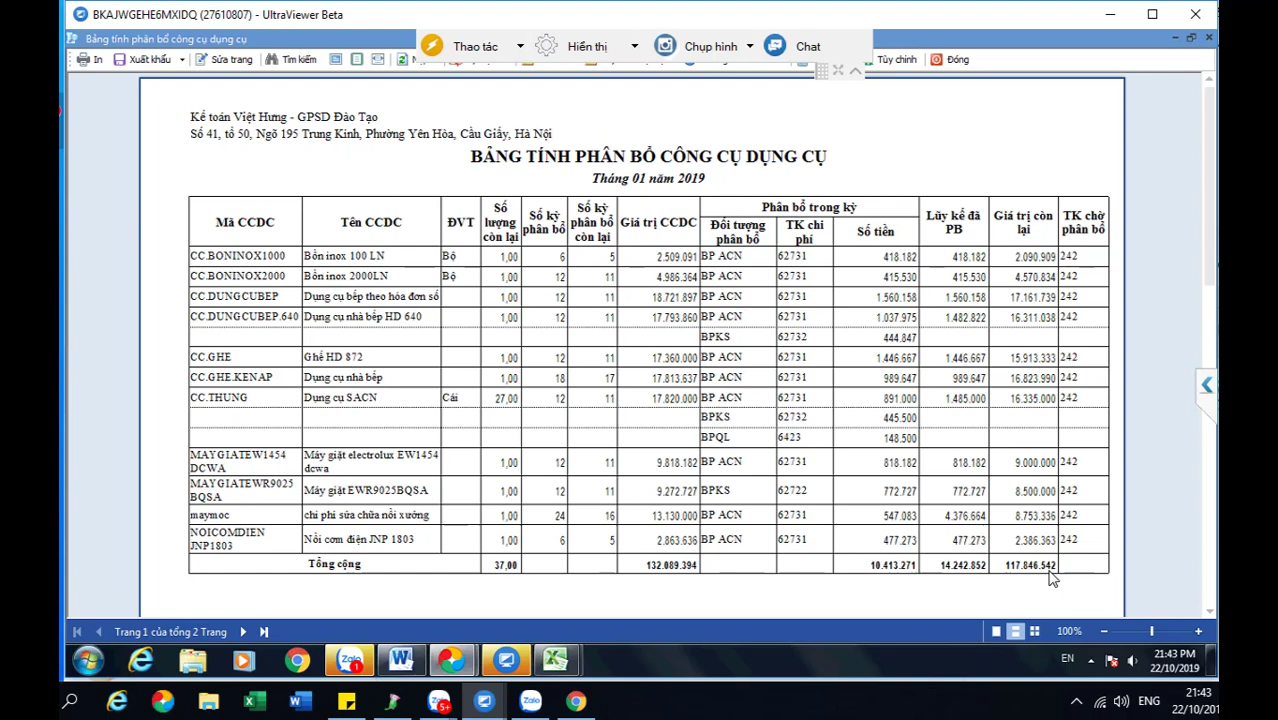 BKAJWGEHE6MXIDQ (27610807) - UltraViewer Beta
Bảng tính phân bổ công cụ dụng cụ
Thao tác Hiển thị Chụp hình Chat
In Xuất khẩu Sửa trang Tìm kiếm Tùy chỉnh Đóng
Kế toán Việt Hưng - GPSD Đào Tạo
Số 41, tổ 50, Ngõ 195 Trung Kính, Phường Yên Hòa, Cầu Giấy, Hà Nội
BẢNG TÍNH PHÂN BỔ CÔNG CỤ DỤNG CỤ
Tháng 01 năm 2019
Mã CCDC Tên CCDC ĐVT Số lượng còn lại Số kỳ phân bổ Số kỳ phân bổ còn lại Giá trị CCDC Phân bổ trong kỳ Lũy kế đã PB Giá trị còn lại TK chờ phân bổ
Đối tượng phân bổ TK chi phí Số tiền
CC.BONINOX1000 Bồn inox 100 LN Bộ 1,00 6 5 2.509.091 BP ACN 62731 418.182 418.182 2.090.909 242
CC.BONINOX2000 Bồn inox 2000LN Bộ 1,00 12 11 4.986.364 BP ACN 62731 415.530 415.530 4.570.834 242
CC.DUNGCUBEP Dụng cụ bếp theo hóa đơn số 1,00 12 11 18.721.897 BP ACN 62731 1.560.158 1.560.158 17.161.739 242
CC.DUNGCUBEP.640 Dụng cụ nhà bếp HD 640 1,00 12 11 17.793.860 BP ACN 62731 1.037.975 1.482.822 16.311.038 242
BPKS 62732 444.847
CC.GHE Ghế HD 872 1,00 12 11 17.360.000 BP ACN 62731 1.446.667 1.446.667 15.913.333 242
CC.GHE.KENAP Dụng cụ nhà bếp 1,00 18 17 17.813.637 BP ACN 62731 989.647 989.647 16.823.990 242
CC.THUNG Dụng cụ SACN Cái 27,00 12 11 17.820.000 BP ACN 62731 891.000 1.485.000 16.335.000 242
BPKS 62732 445.500
BPQL 6423 148.500
MAYGIATEW1454 DCWA Máy giặt electrolux EW1454 dcwa 1,00 12 11 9.818.182 BP ACN 62731 818.182 818.182 9.000.000 242
MAYGIATEWR9025 BQSA Máy giặt EWR9025BQSA 1,00 12 11 9.272.727 BPKS 62722 772.727 772.727 8.500.000 242
maymoc chi phí sửa chữa nồi xưởng 1,00 24 16 13.130.000 BP ACN 62731 547.083 4.376.664 8.753.336 242
NOICOMDIEN JNP1803 Nồi cơm điện JNP 1803 1,00 6 5 2.863.636 BP ACN 62731 477.273 477.273 2.386.363 242
Tổng cộng 37,00 132.089.394 10.413.271 14.242.852 117.846.542
Trang 1 của tổng 2 Trang 100%
EN 21:43 PM
22/10/2019
ENG 21:43
22/10/201